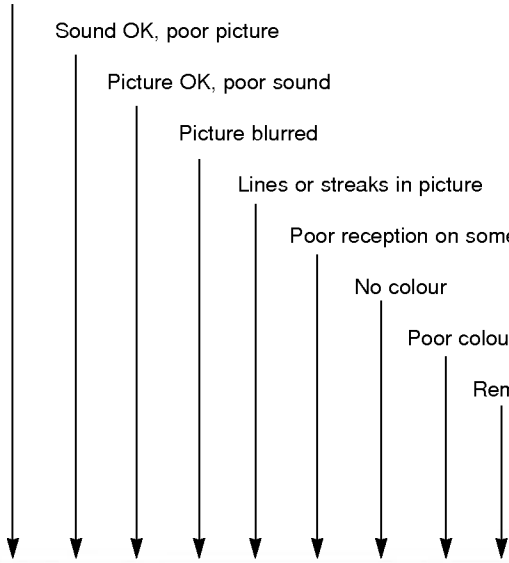 Sound OK, poor picture
Picture OK, poor sound
Picture blurred
Lines or streaks in picture
Poor reception on some
No colour
Poor colou
Rem